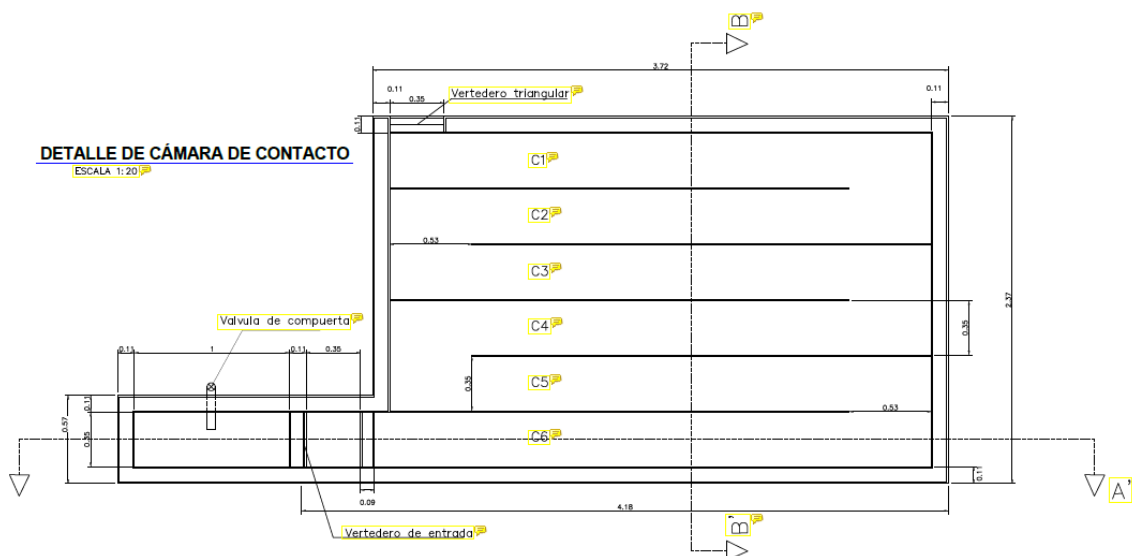 B
3.72
0.11
0.11
0.35
Vertedero triangular
0.11
DETALLE DE CÁMARA DE CONTACTO
ESCALA 1:20
C1
C2
0.53
C3
2.37
Valvula de compuerta
C4
0.35
0.11
1
0.11
0.35
C5
0.35
0.11
0.57
0.53
C6
0.35
0.11
A'
0.09
4.18
Vertedero de entrada
B'